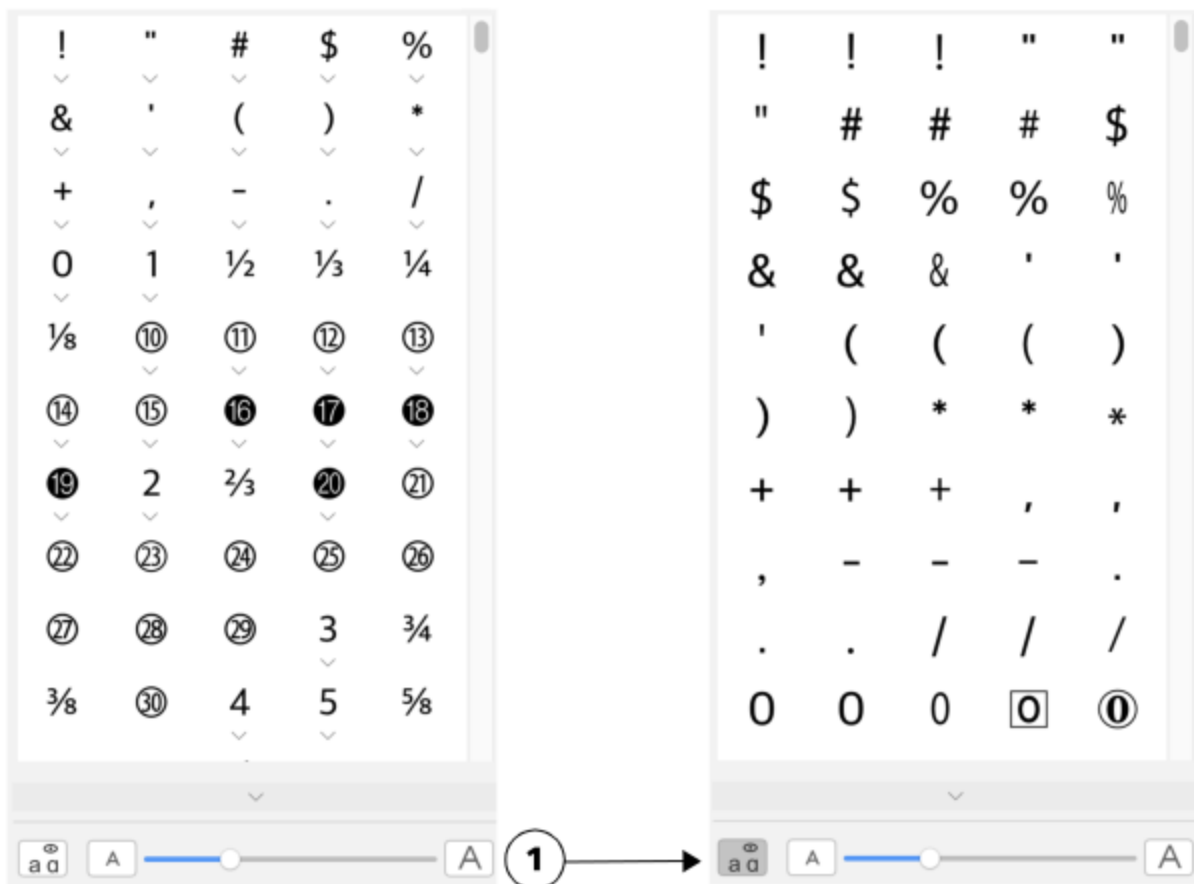 ! " # $ %
& ' ( ) *
+ , - . /
0 1 ½ ⅓ ¼
⅛ ⑩ ⑪ ⑫ ⑬
⑭ ⑮ ⓰ ⓱ ⓲
⓳ 2 ⅔ ⓴ ㉑
㉒ ㉓ ㉔ ㉕ ㉖
㉗ ㉘ ㉙ 3 ¾
⅜ ㉚ 4 5 ⅝
a a A A
1
! ! ! " "
" # # # $
$ $ % % %
& & & ' '
' ( ( ( )
) ) * * *
+ + + , ,
, - - - .
. . / / /
0 0 0 0 0
a a A A